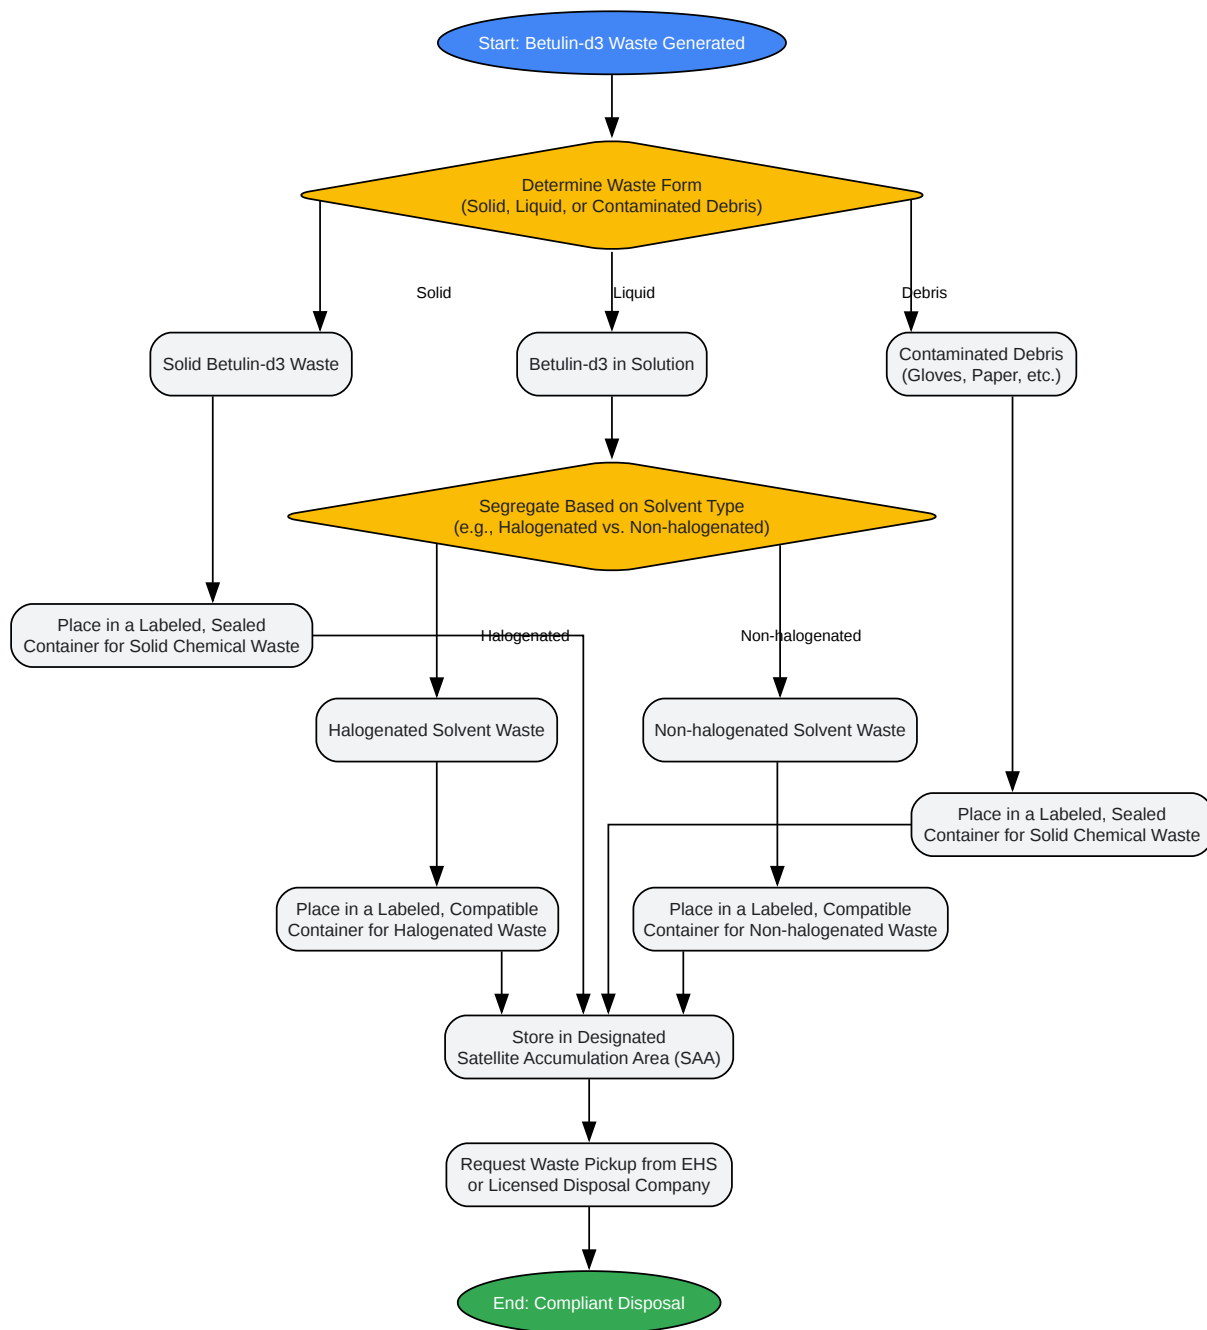 Start: Betulin-d3 Waste Generated
Determine Waste Form
(Solid, Liquid, or Contaminated Debris)
Solid
Liquid
Debris
Solid Betulin-d3 Waste
Betulin-d3 in Solution
Contaminated Debris
(Gloves, Paper, etc.)
Segregate Based on Solvent Type
(e.g., Halogenated vs. Non-halogenated)
Place in a Labeled, Sealed
Container for Solid Chemical Waste
Halogenated
Non-halogenated
Halogenated Solvent Waste
Non-halogenated Solvent Waste
Place in a Labeled, Sealed
Container for Solid Chemical Waste
Place in a Labeled, Compatible
Container for Halogenated Waste
Place in a Labeled, Compatible
Container for Non-halogenated Waste
Store in Designated
Satellite Accumulation Area (SAA)
Request Waste Pickup from EHS
or Licensed Disposal Company
End: Compliant Disposal